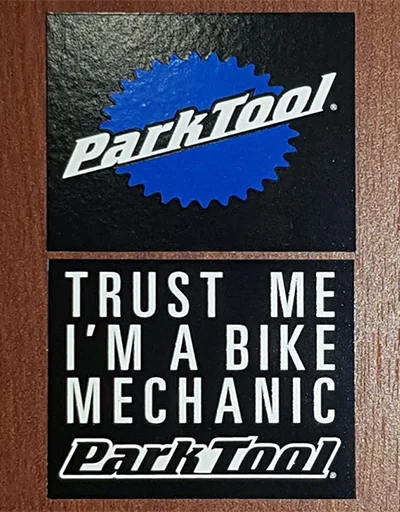 ParkTool®
TRUST ME
I'M A BIKE
MECHANIC
ParkTool®